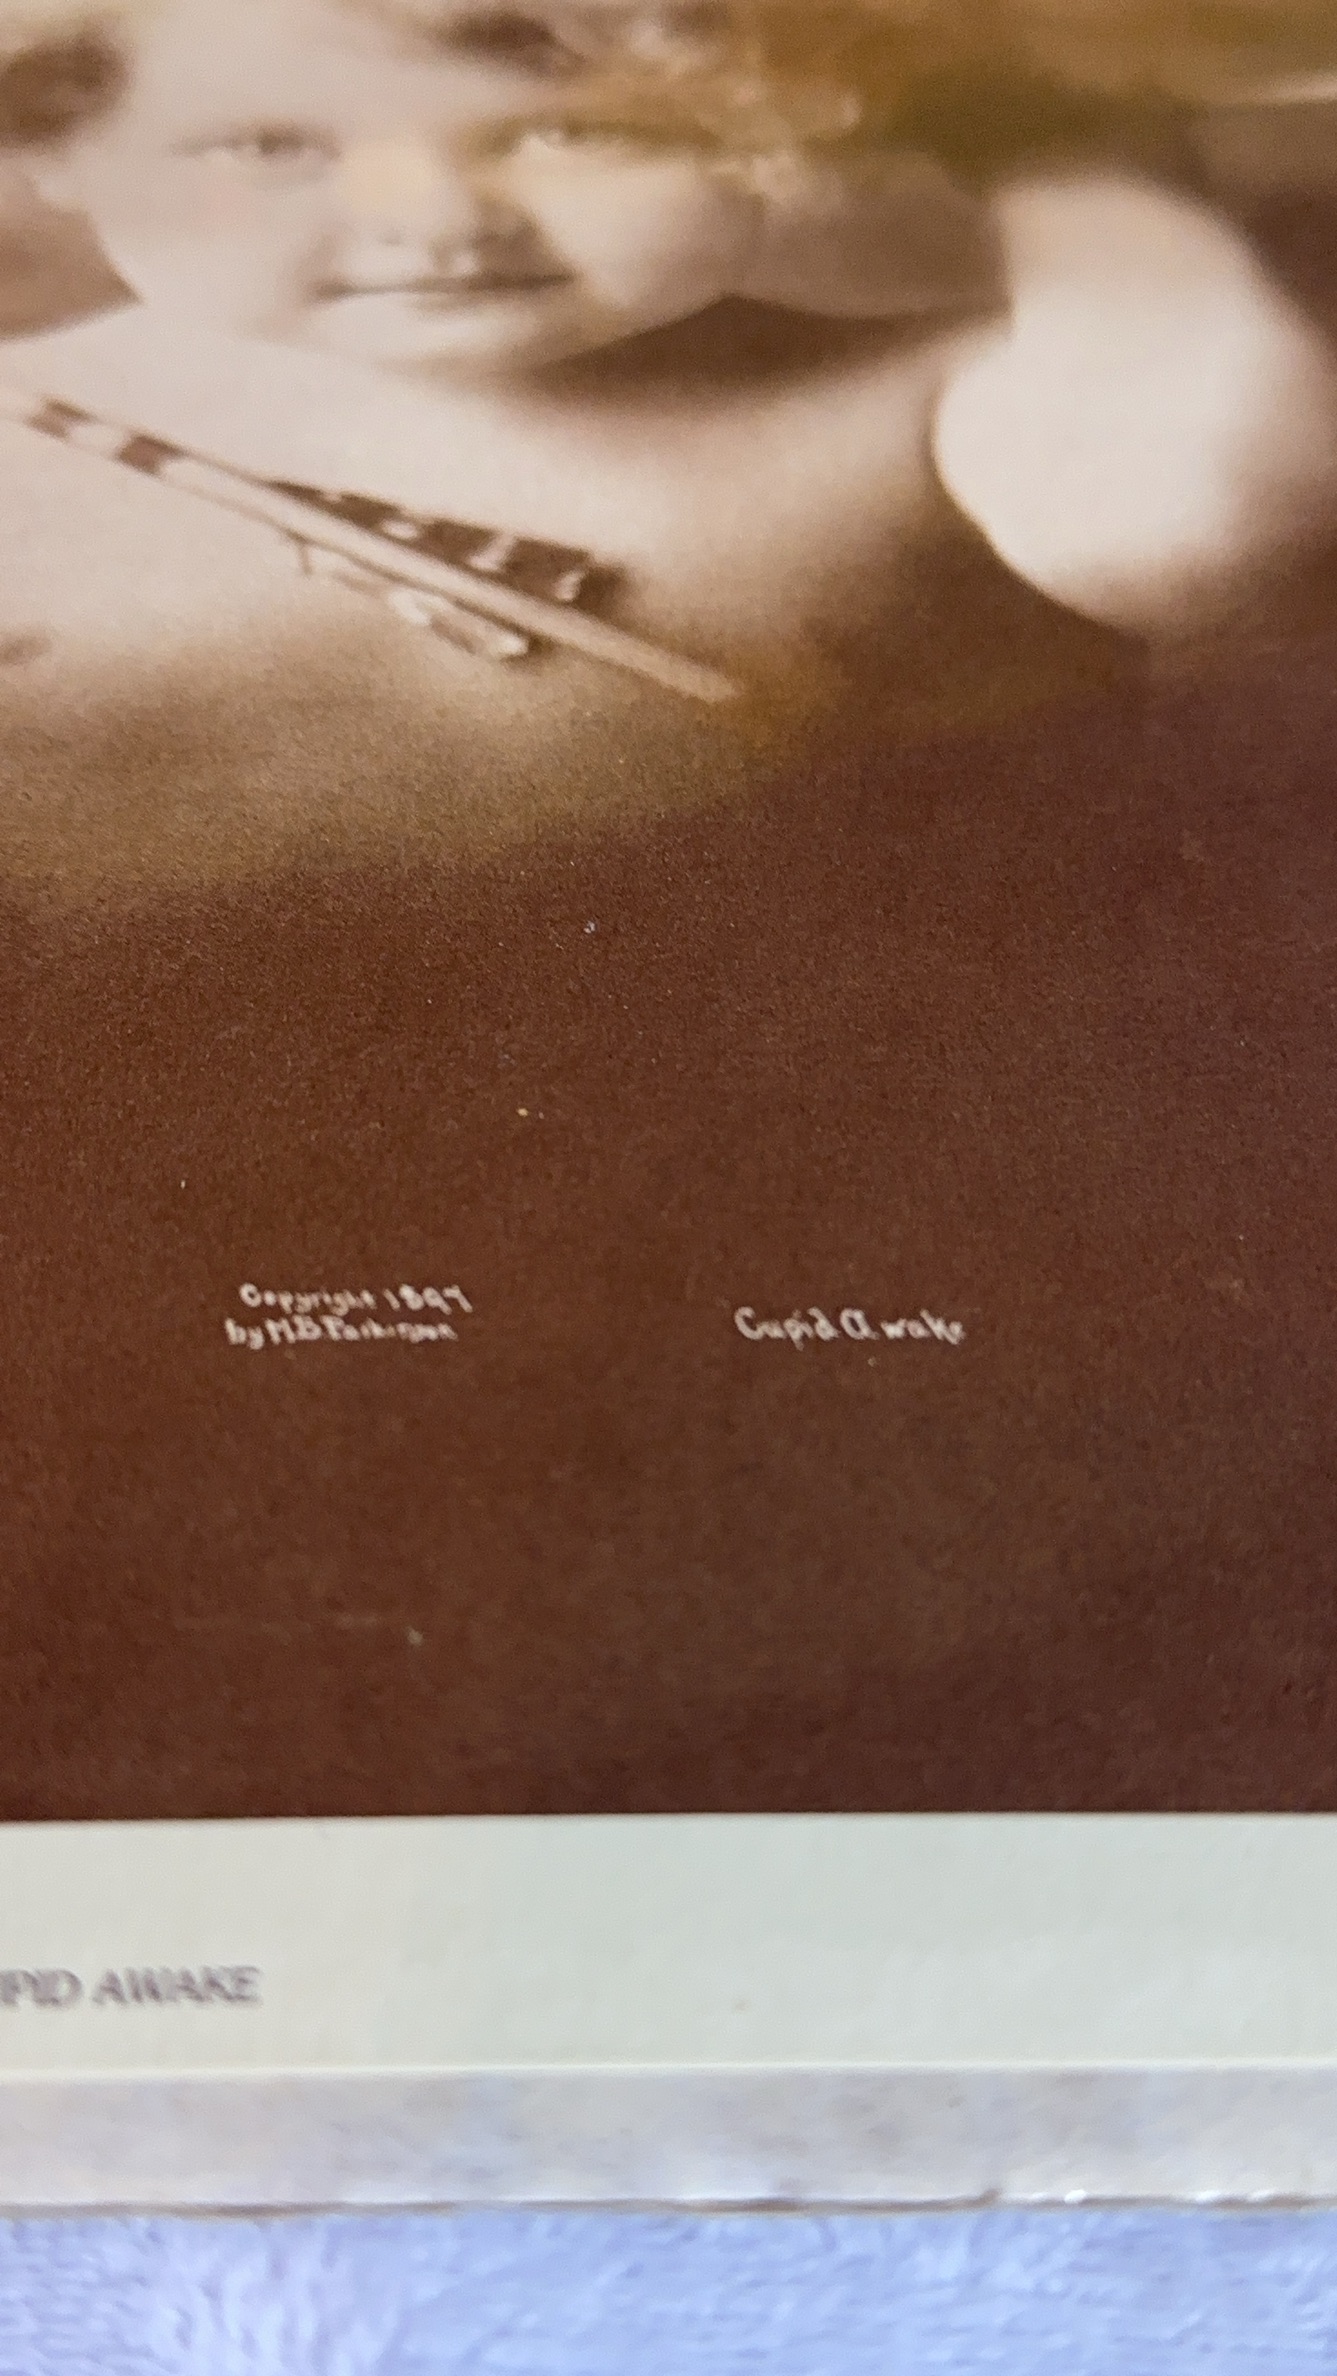 Copyright 1897
by M.B. Parkinson
Cupid Awake
PID AWAKE